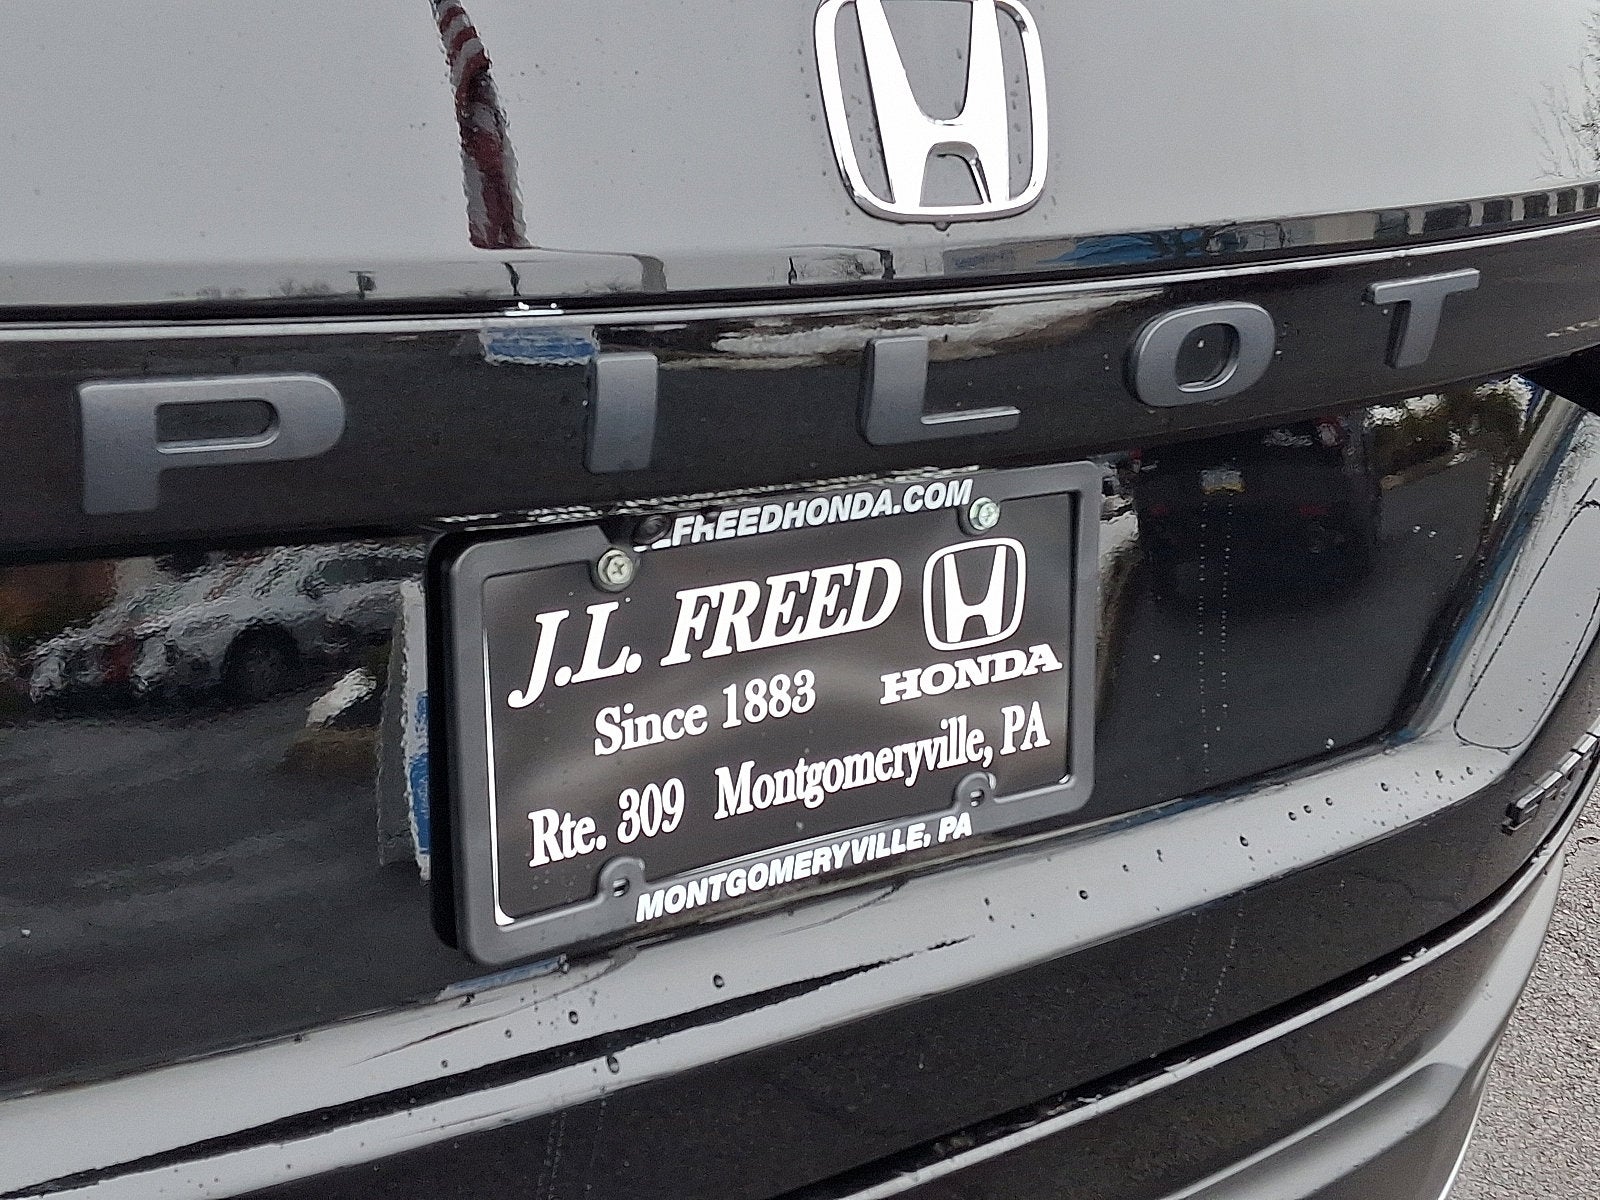 PILOT
FREEDHONDA.COM
J.L. FREED
HONDA
Since 1883
Rte. 309 Montgomeryville, PA
MONTGOMERYVILLE, PA